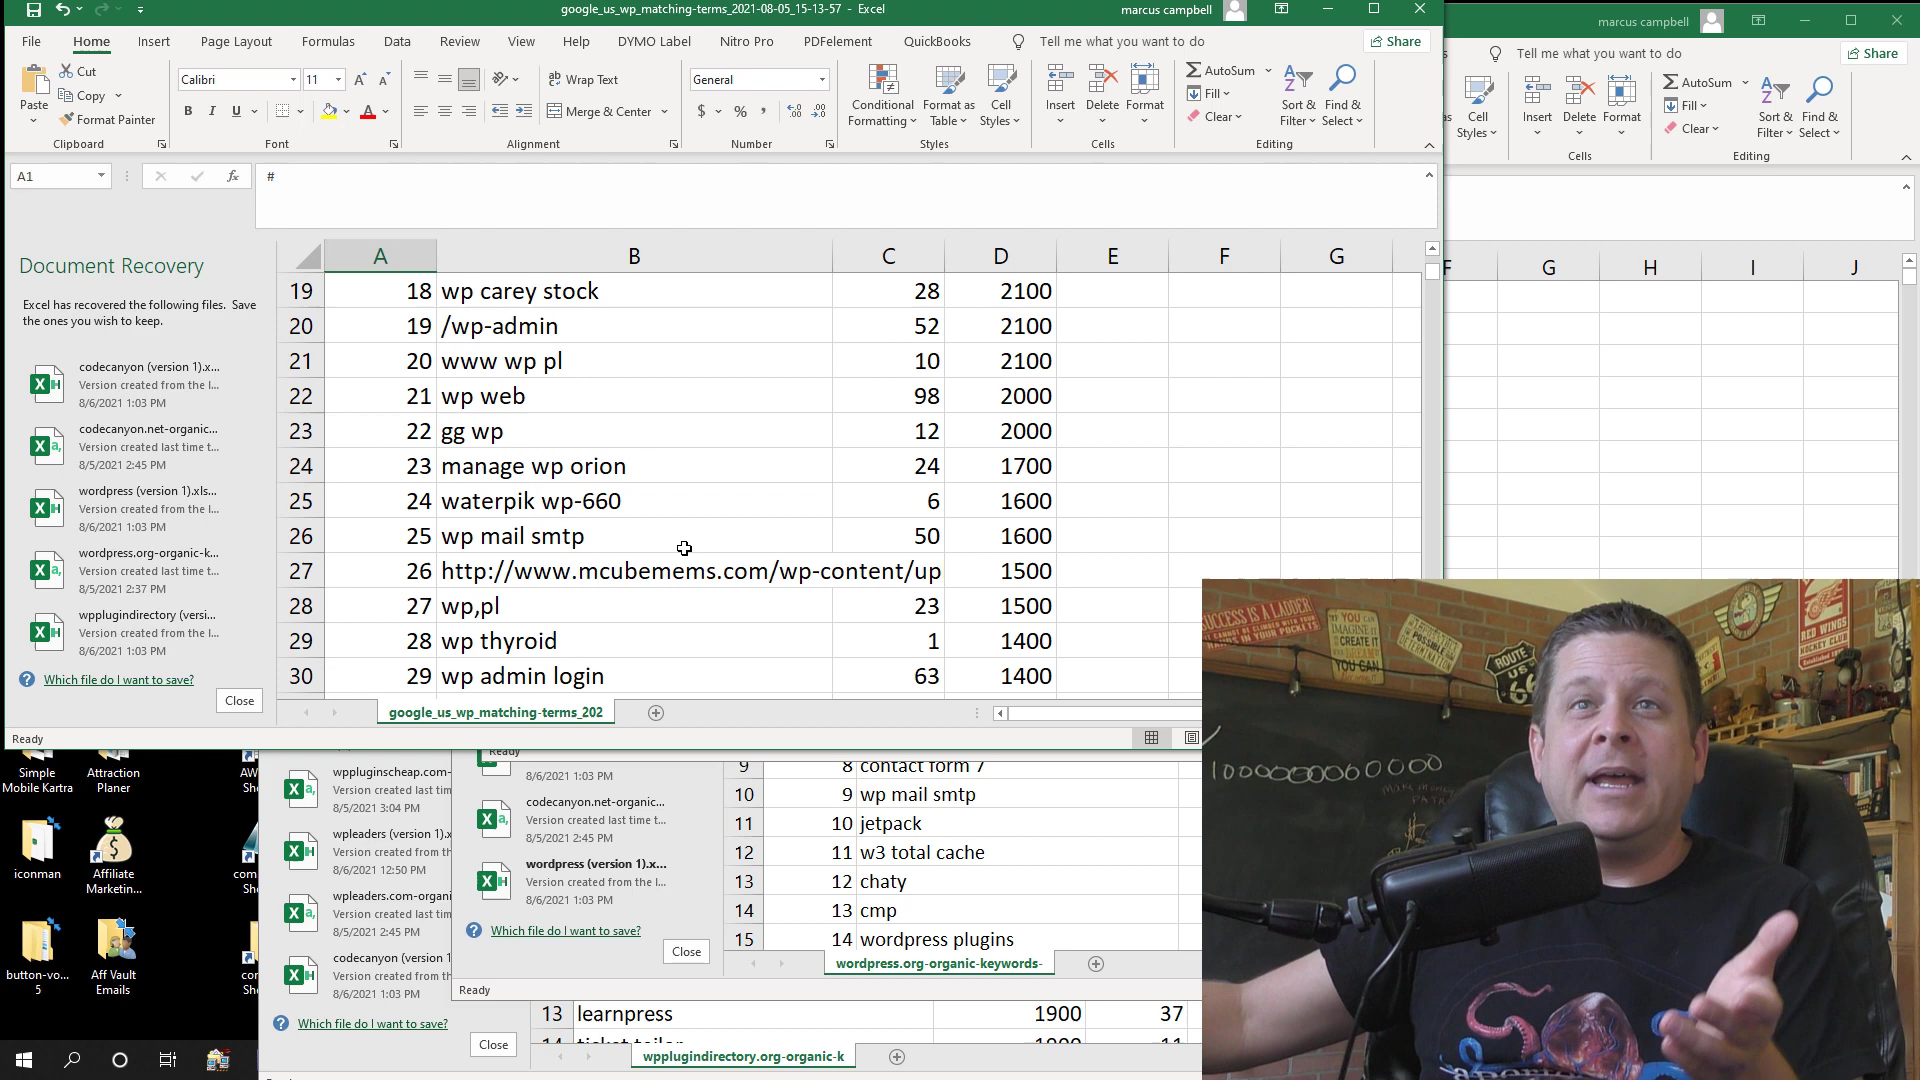 google_us_wp_matching-terms_2021-08-05_15-13-57 - Excel
marcus campbell
marcus campbell
File Home Insert Page Layout Formulas Data Review View Help DYMO Label Nitro Pro PDFelement QuickBooks Tell me what you want to do Share
Tell me what you want to do Share
Paste
Cut
Copy
Format Painter
Calibri 11
B I U
Wrap Text
Merge & Center
General
$ %
Conditional Formatting
Format as Table
Cell Styles
Insert Delete Format
AutoSum
Fill
Clear
Sort & Filter
Find & Select
Cell Styles
Insert Delete Format
AutoSum
Fill
Clear
Sort & Filter
Find & Select
Clipboard Font Alignment Number Styles Cells Editing
Cells Editing
A1 fx #
Document Recovery
Excel has recovered the following files. Save
the ones you wish to keep.
codecanyon (version 1).x...
Version created from the l...
8/6/2021 1:03 PM
codecanyon.net-organic...
Version created last time t...
8/5/2021 2:45 PM
wordpress (version 1).xls...
Version created from the l...
8/6/2021 1:03 PM
wordpress.org-organic-k...
Version created last time t...
8/5/2021 2:37 PM
wpplugindirectory (versi...
Version created from the l...
8/6/2021 1:03 PM
Which file do I want to save?
Close
A B C D E F G
F G H I J
19 18 wp carey stock 28 2100
20 19 /wp-admin 52 2100
21 20 www wp pl 10 2100
22 21 wp web 98 2000
23 22 gg wp 12 2000
24 23 manage wp orion 24 1700
25 24 waterpik wp-660 6 1600
26 25 wp mail smtp 50 1600
27 26 http://www.mcubemems.com/wp-content/up 1500
28 27 wp,pl 23 1500
29 28 wp thyroid 1 1400
30 29 wp admin login 63 1400
google_us_wp_matching-terms_202
Ready
Simple
Mobile Kartra
Attraction
Planer
iconman
Affiliate
Marketin...
button-vo...
5
Aff Vault
Emails
wppluginscheap.com-
Version created last tim
8/5/2021 3:04 PM
wpleaders (version 1).x
Version created from th
8/6/2021 12:50 PM
wpleaders.com-organi
Version created last tim
8/5/2021 2:45 PM
codecanyon (version 1
Version created from th
8/6/2021 1:03 PM
Which file do I want to save?
Close
Ready
8/6/2021 1:03 PM
codecanyon.net-organic...
Version created last time t...
8/5/2021 2:45 PM
wordpress (version 1).x...
Version created from the l...
8/6/2021 1:03 PM
Which file do I want to save?
Close
Ready
9 8 contact form 7
10 9 wp mail smtp
11 10 jetpack
12 11 w3 total cache
13 12 chaty
14 13 cmp
15 14 wordpress plugins
wordpress.org-organic-keywords-
13 learnpress 1900 37
wpplugindirectory.org-organic-k
SUCCESS IS A LADDER
IF YOU CAN
IMAGINE IT
CREATE IT
YOU CAN
ROUTE
US
66
RED WINGS
HOCKEY CLUB